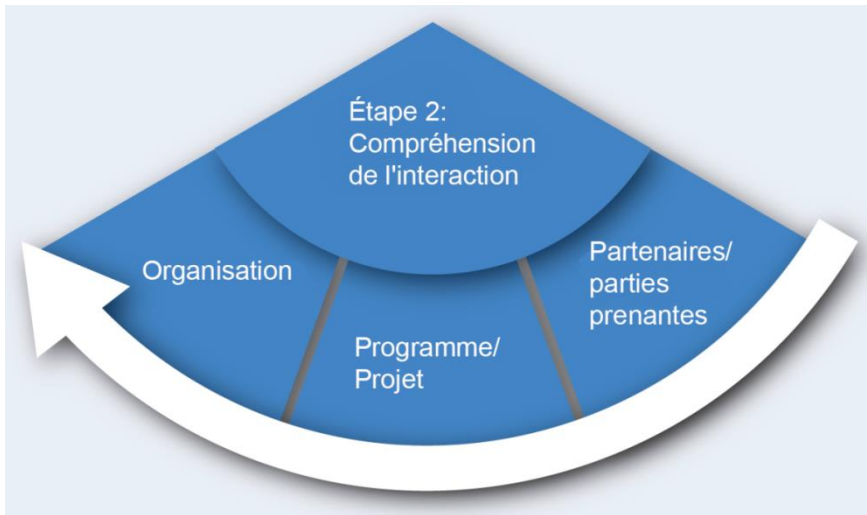 Étape 2:
Compréhension
de l'interaction
Organisation
Programme/
Projet
Partenaires/
parties
prenantes